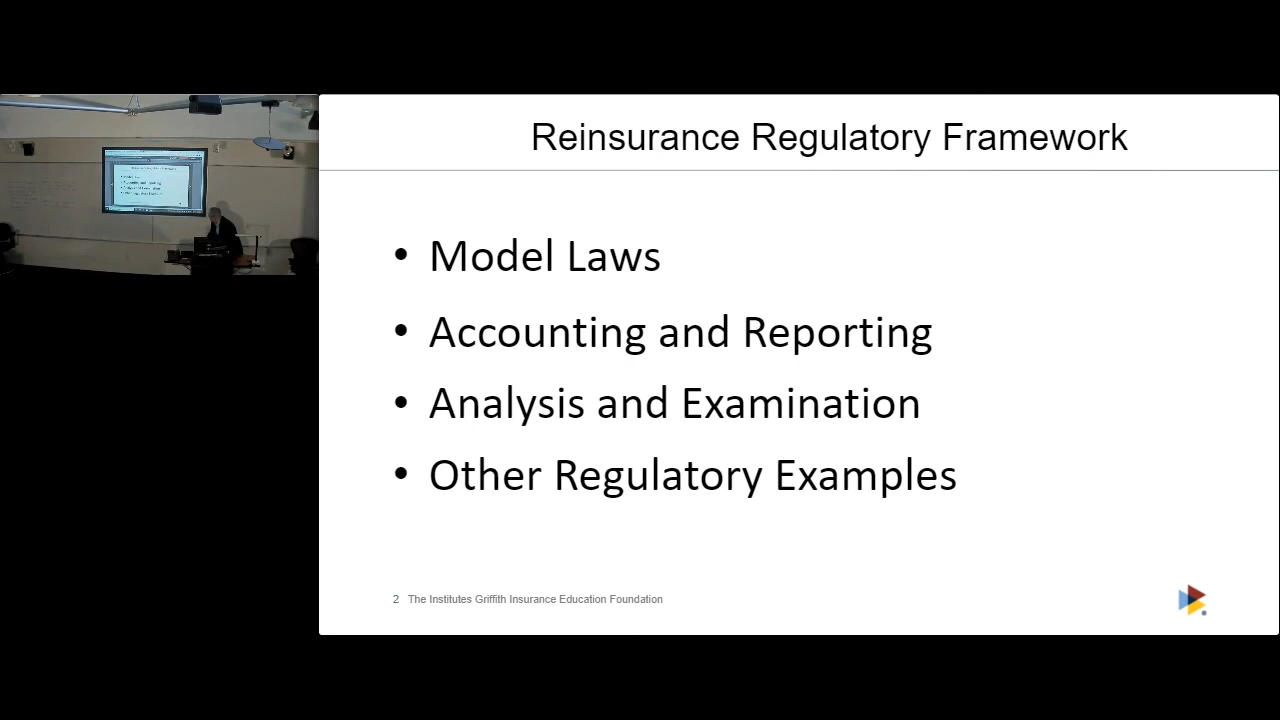 Reinsurance Regulatory Framework
• Model Laws
• Accounting and Reporting
• Analysis and Examination
• Other Regulatory Examples
2 The Institutes Griffith Insurance Education Foundation